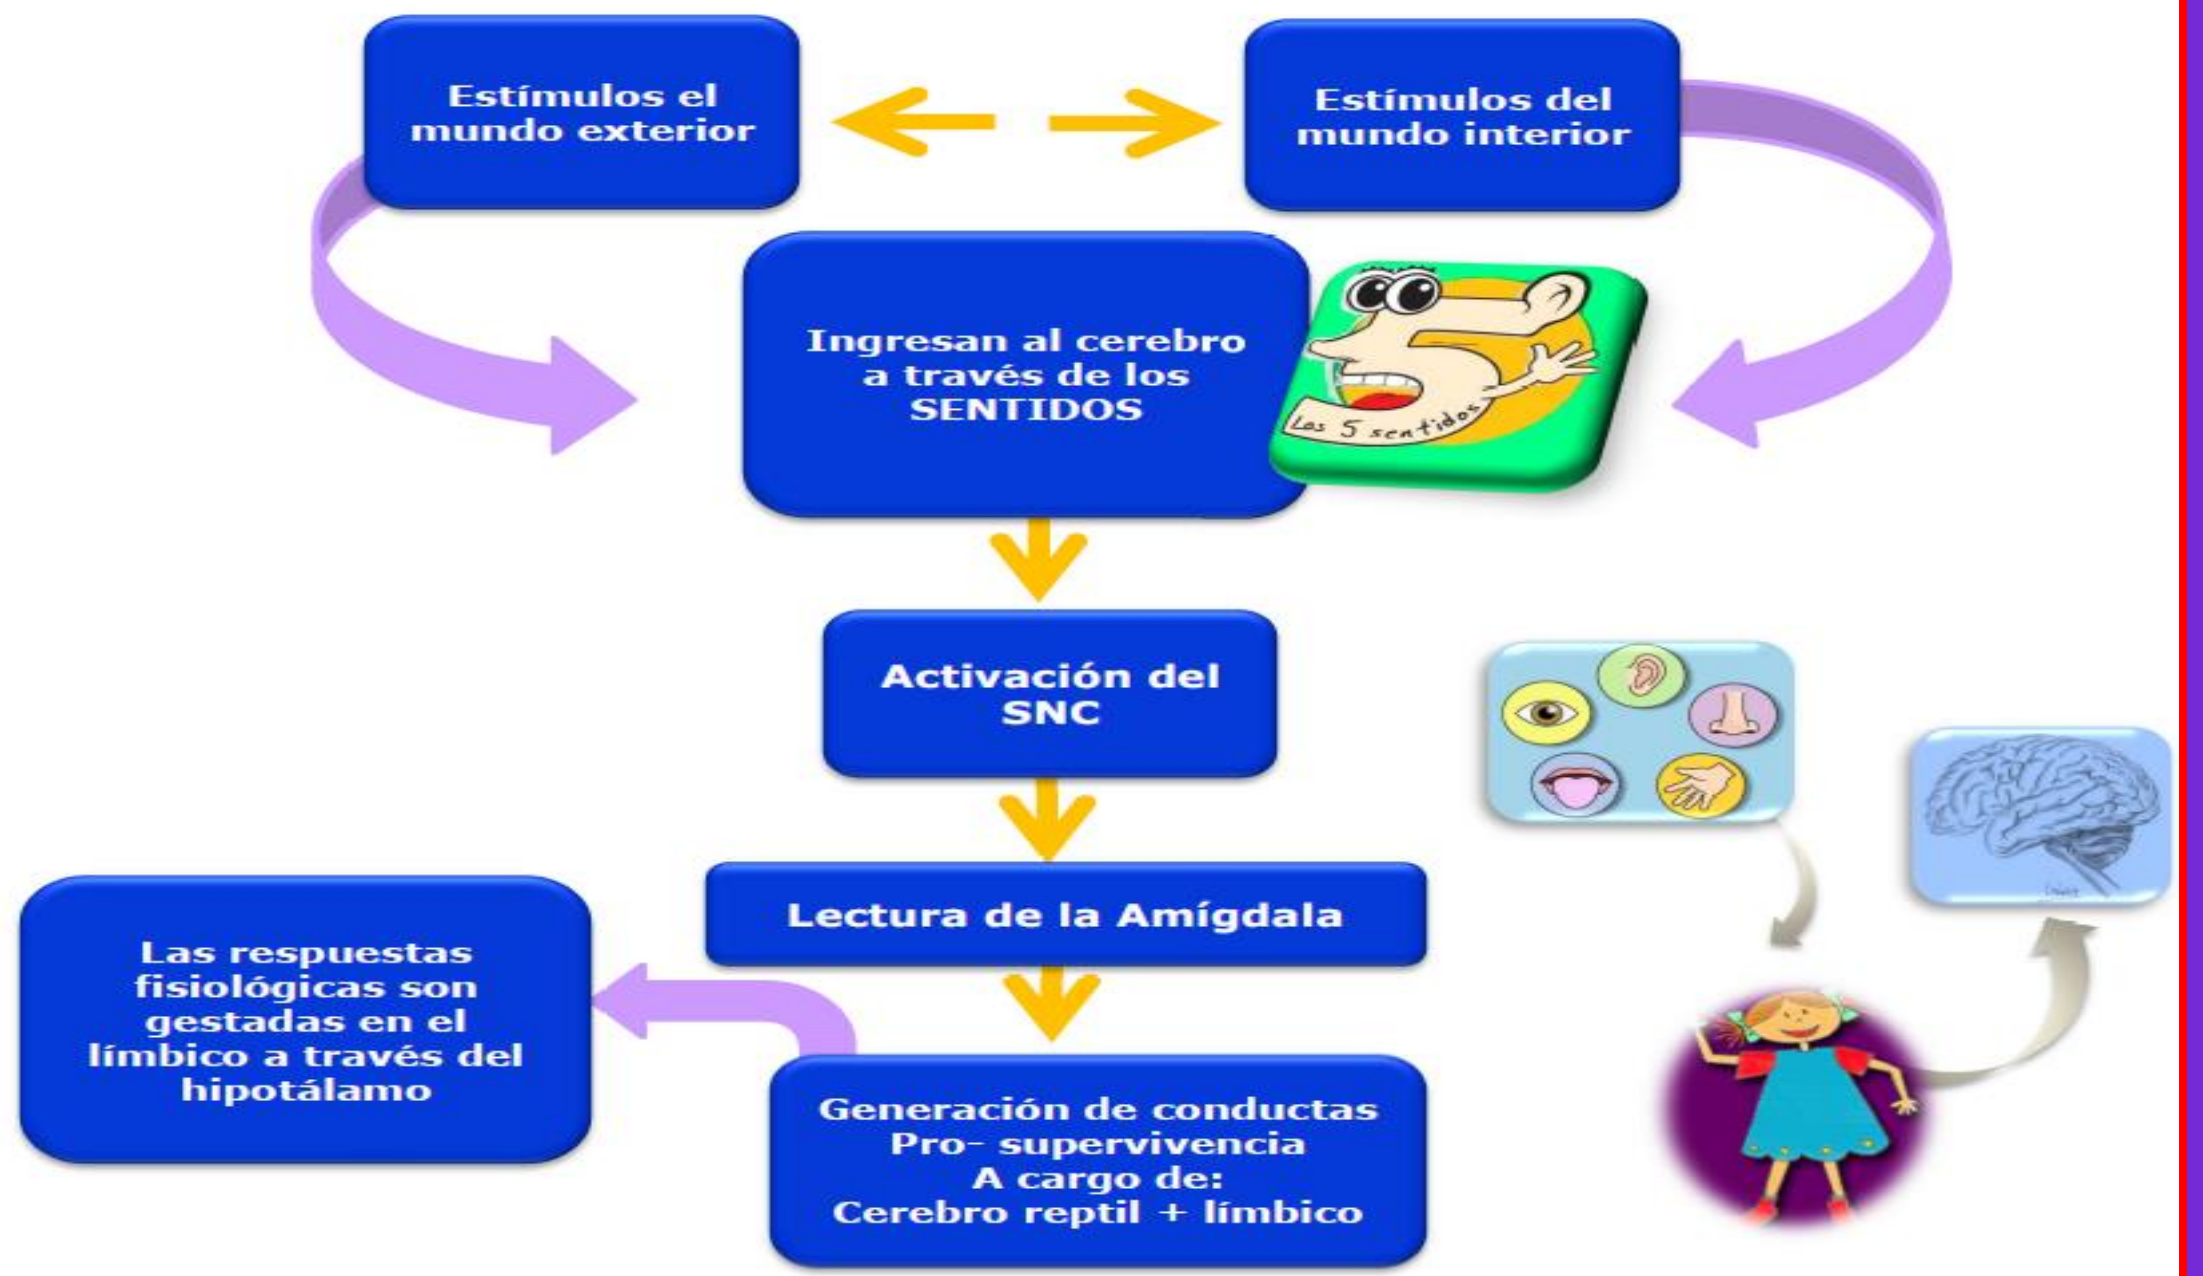 Estímulos el
mundo exterior
Estímulos del
mundo interior
Ingresan al cerebro
a través de los
SENTIDOS
Los 5 sentidos
Activación del
SNC
Lectura de la Amígdala
Las respuestas
fisiológicas son
gestadas en el
límbico a través del
hipotálamo
Generación de conductas
Pro- supervivencia
A cargo de:
Cerebro reptil + límbico